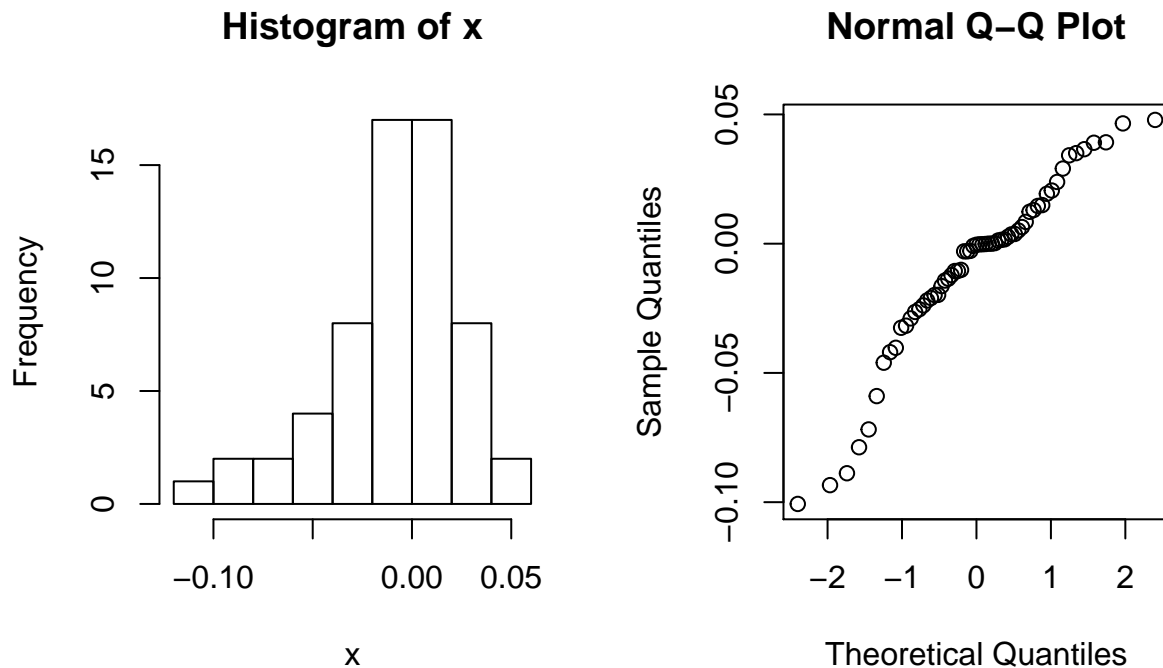 Histogram of x
Frequency
0
5
10
15
−0.10
0.00
0.05
x
Normal Q−Q Plot
Sample Quantiles
−0.10
−0.05
0.00
0.05
−2
−1
0
1
2
Theoretical Quantiles